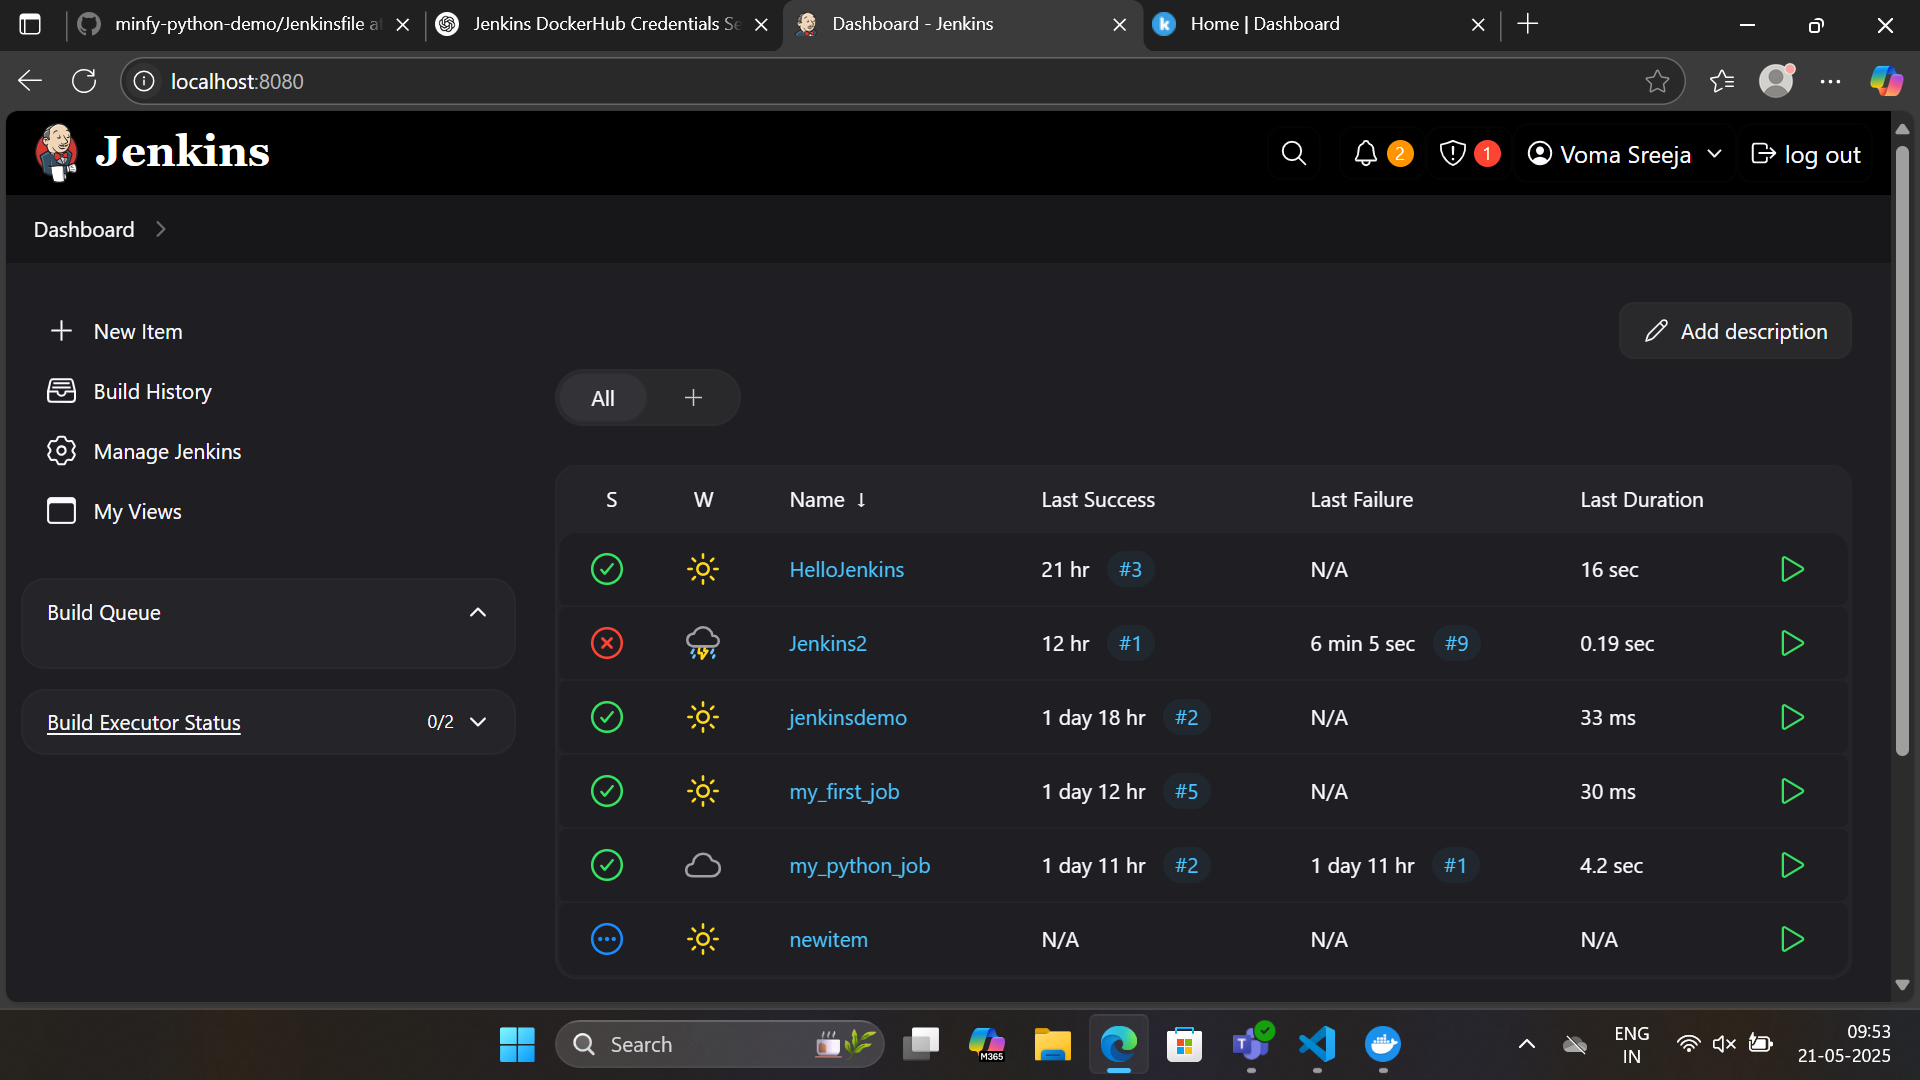 minfy-python-demo/Jenkinsfile at
Jenkins DockerHub Credentials Se
Dashboard - Jenkins
Home | Dashboard
localhost:8080
Jenkins
2
1
Voma Sreeja
log out
Dashboard
New Item
Add description
Build History
All
Manage Jenkins
My Views
S W Name ↓ Last Success Last Failure Last Duration
HelloJenkins 21 hr #3 N/A 16 sec
Build Queue
Jenkins2 12 hr #1 6 min 5 sec #9 0.19 sec
Build Executor Status 0/2
jenkinsdemo 1 day 18 hr #2 N/A 33 ms
my_first_job 1 day 12 hr #5 N/A 30 ms
my_python_job 1 day 11 hr #2 1 day 11 hr #1 4.2 sec
newitem N/A N/A N/A
Search
M365
T
ENG
IN
09:53
21-05-2025